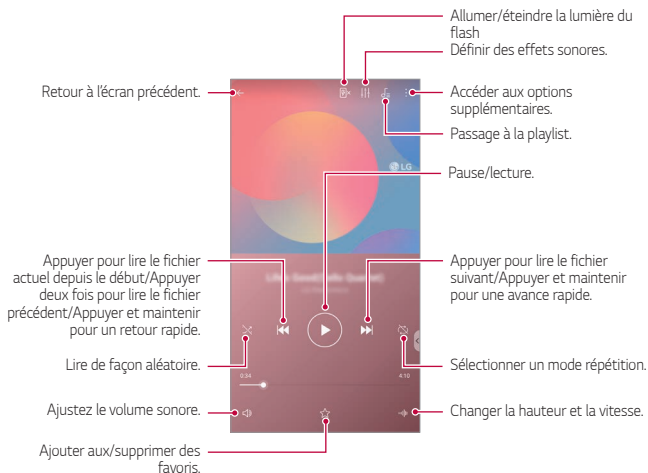 Allumer/éteindre la lumière du
flash
Définir des effets sonores.
Retour à l'écran précédent.
Accéder aux options
supplémentaires.
Passage à la playlist.
LG
Pause/lecture.
Appuyer pour lire le fichier
actuel depuis le début/Appuyer
deux fois pour lire le fichier
précédent/Appuyer et maintenir
pour un retour rapide.
Appuyer pour lire le fichier
suivant/Appuyer et maintenir
pour une avance rapide.
Lire de façon aléatoire.
Sélectionner un mode répétition.
0:34
4:10
Ajustez le volume sonore.
Changer la hauteur et la vitesse.
Ajouter aux/supprimer des
favoris.